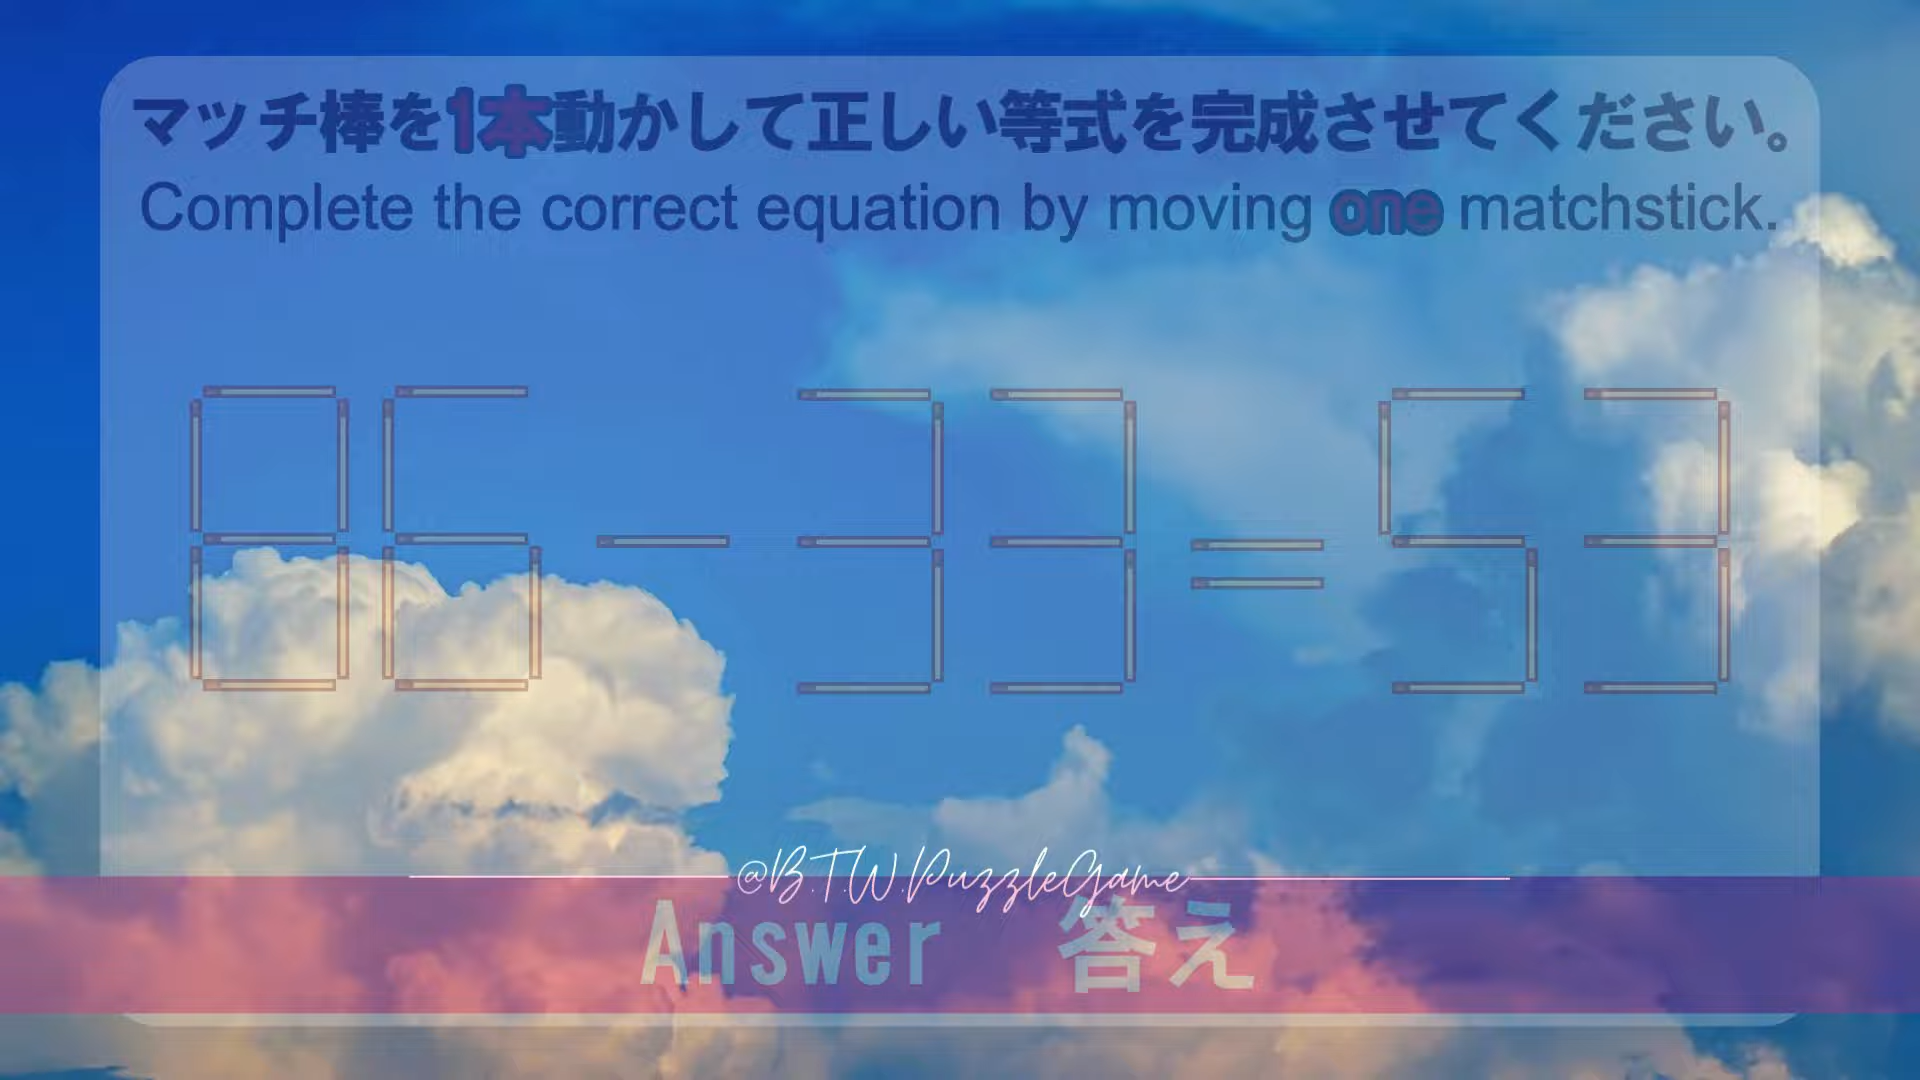 マッチ棒を1本動かして正しい等式を完成させてください。
Complete the correct equation by moving one matchstick.
86-33=53
@B.T.W.PuzzleGame
Answer 答え